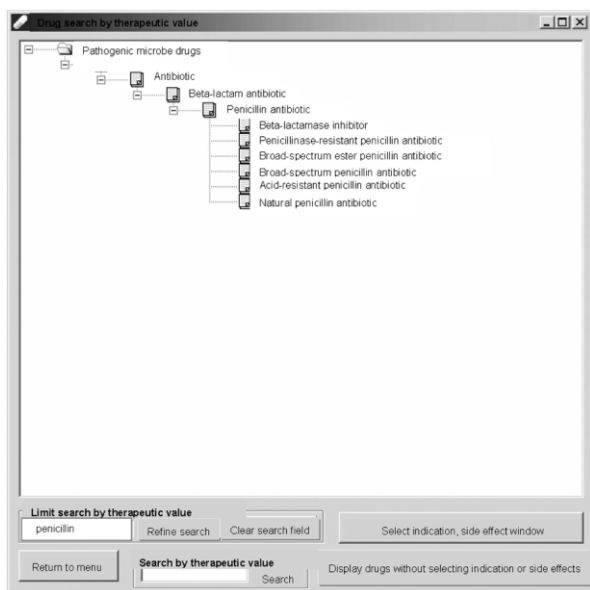 Drug search by therapeutic value
Pathogenic microbe drugs
Antibiotic
Beta-lactam antibiotic
Penicillin antibiotic
Beta-lactamase inhibitor
Penicillinase-resistant penicillin antibiotic
Broad-spectrum ester penicillin antibiotic
Broad-spectrum penicillin antibiotic
Acid-resistant penicillin antibiotic
Natural penicillin antibiotic
Limit search by therapeutic value
penicillin Refine search Clear search field Select indication, side effect window
Return to menu Search by therapeutic value Display drugs without selecting indication or side effects
Search